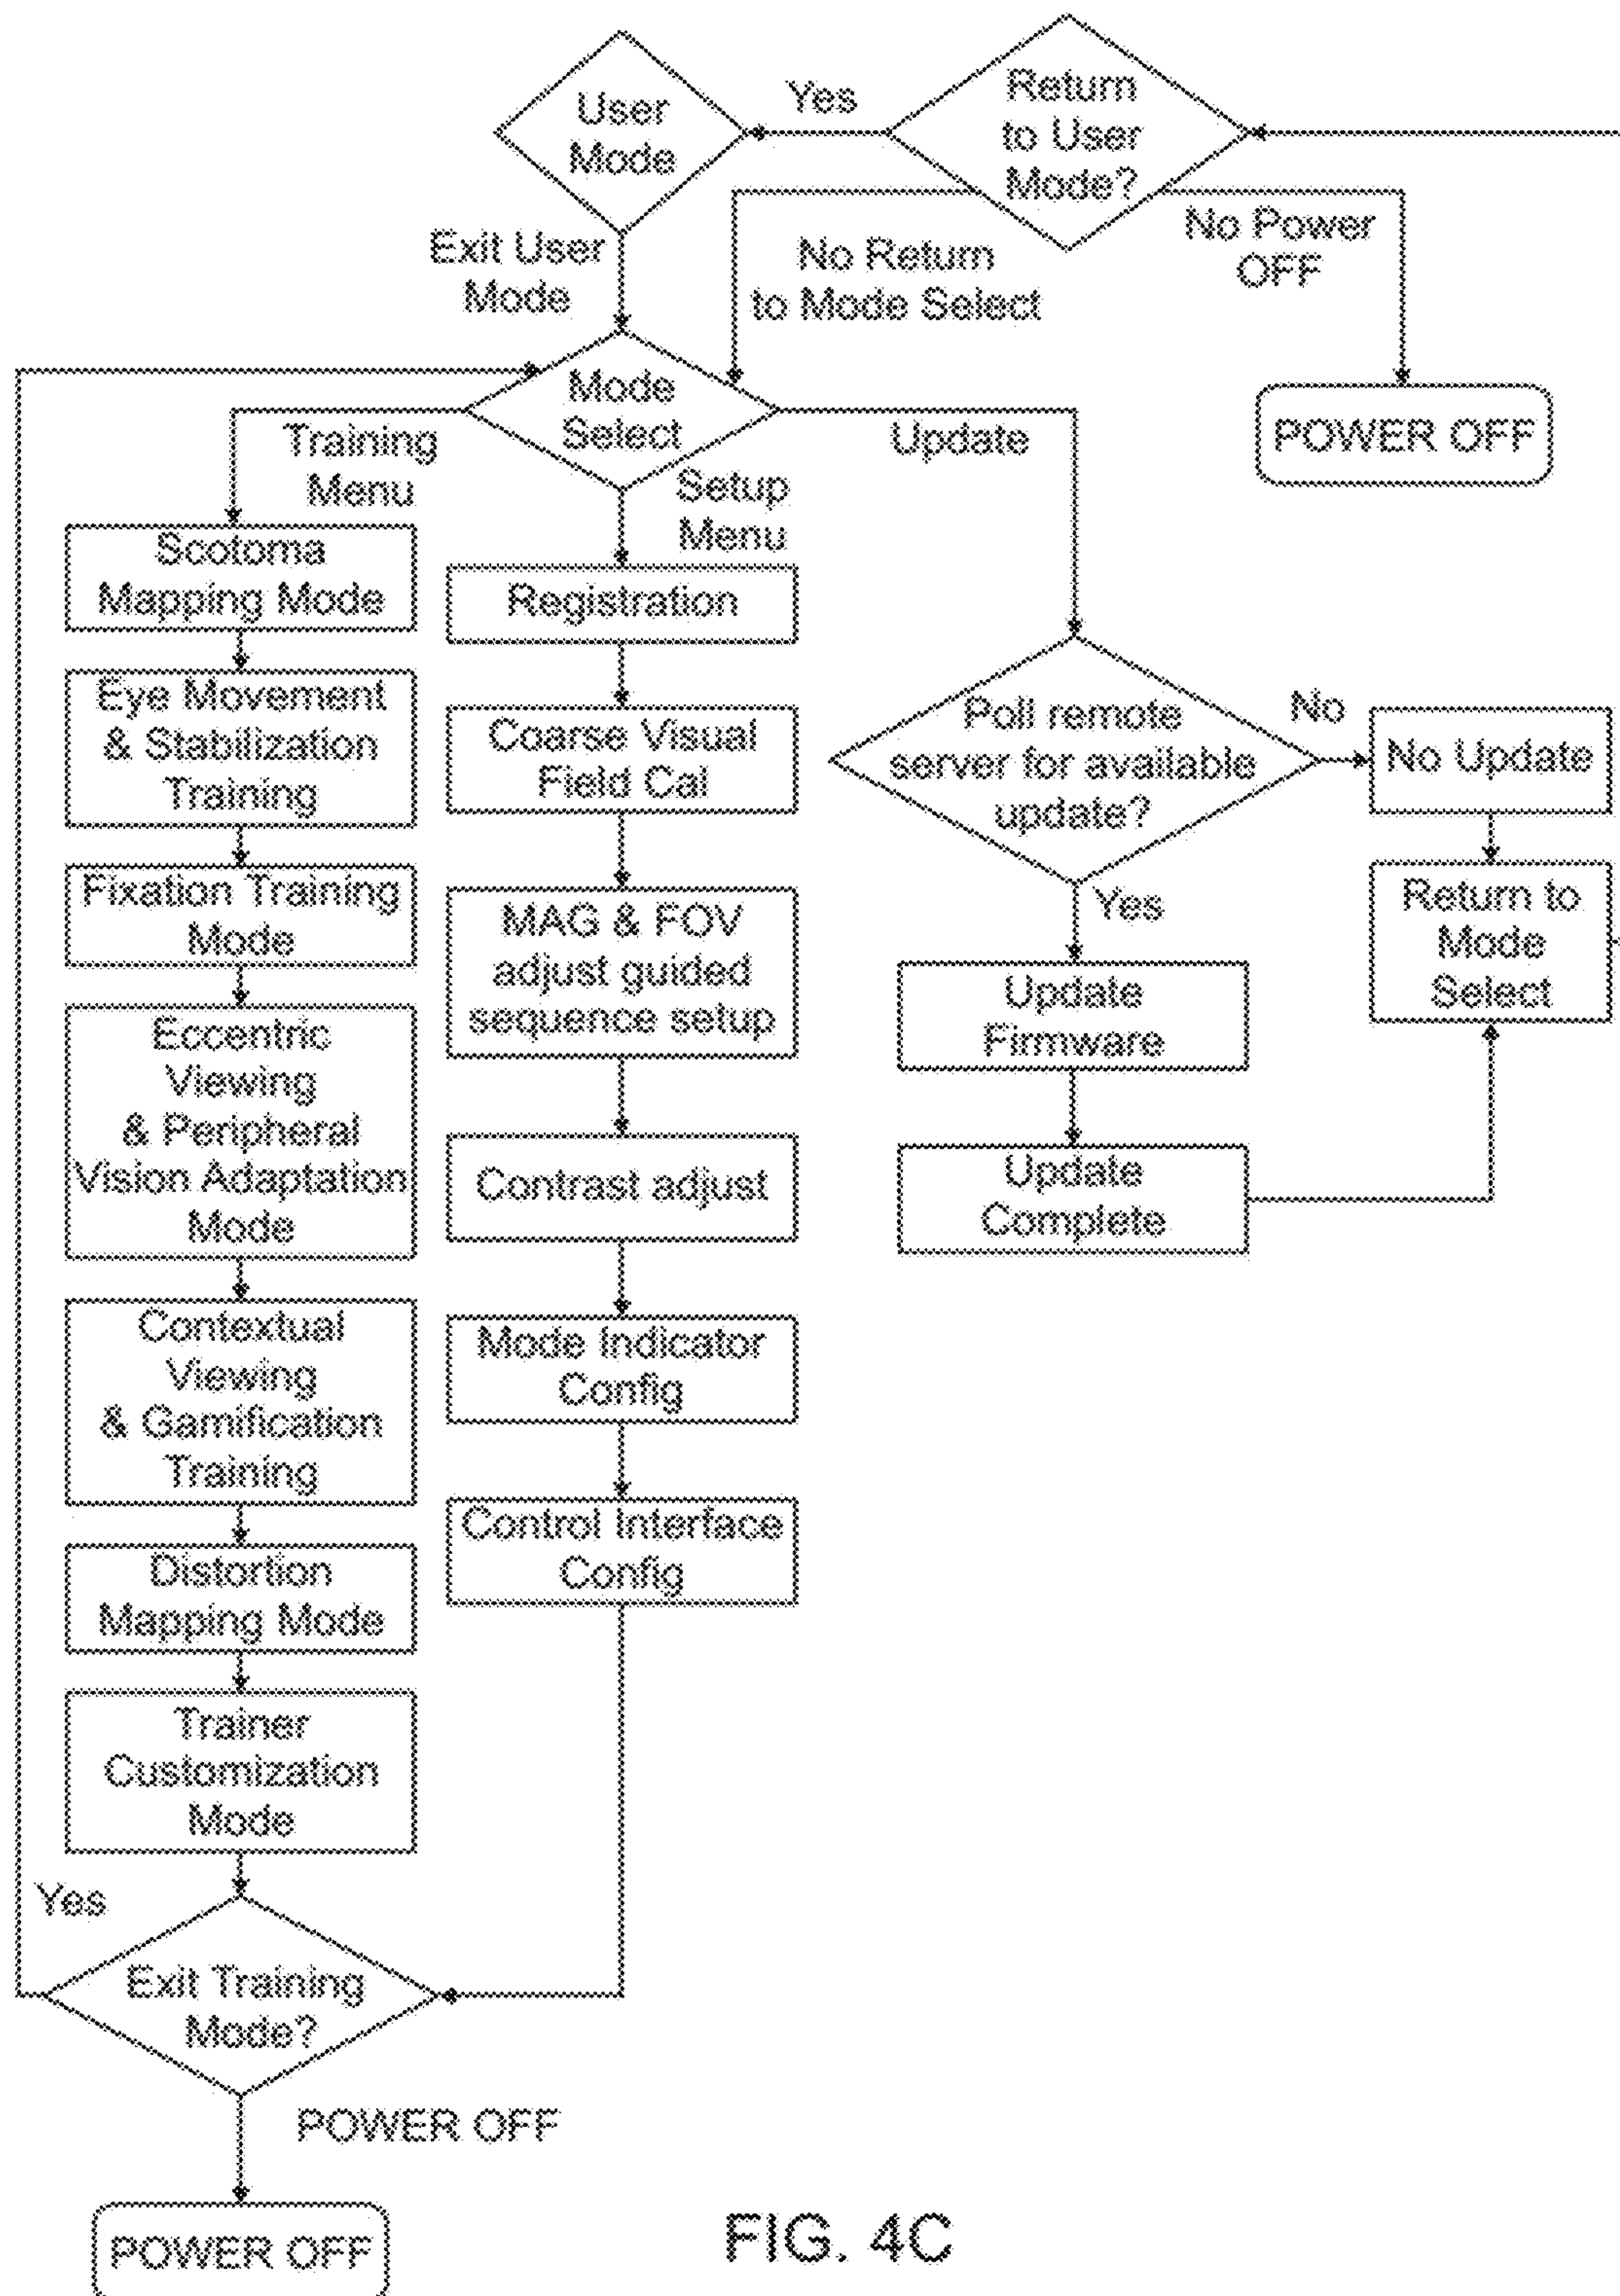 User
Mode
Yes
Return
to User
Mode?
Exit User
Mode
No Return
to Mode Select
No Power
OFF
POWER OFF
Mode
Select
Training
Menu
Setup
Menu
Update
Scotoma
Mapping Mode
Eye Movement
& Stabilization
Training
Fixation Training
Mode
Eccentric
Viewing
& Peripheral
Vision Adaptation
Mode
Contextual
Viewing
& Gamification
Training
Distortion
Mapping Mode
Trainer
Customization
Mode
Yes
Exit Training
Mode?
POWER OFF
POWER OFF
Registration
Coarse Visual
Field Cal
MAG & FOV
adjust guided
sequence setup
Contrast adjust
Mode Indicator
Config
Control Interface
Config
Poll remote
server for available
update?
No
No Update
Return to
Mode
Select
Yes
Update
Firmware
Update
Complete
FIG. 4C